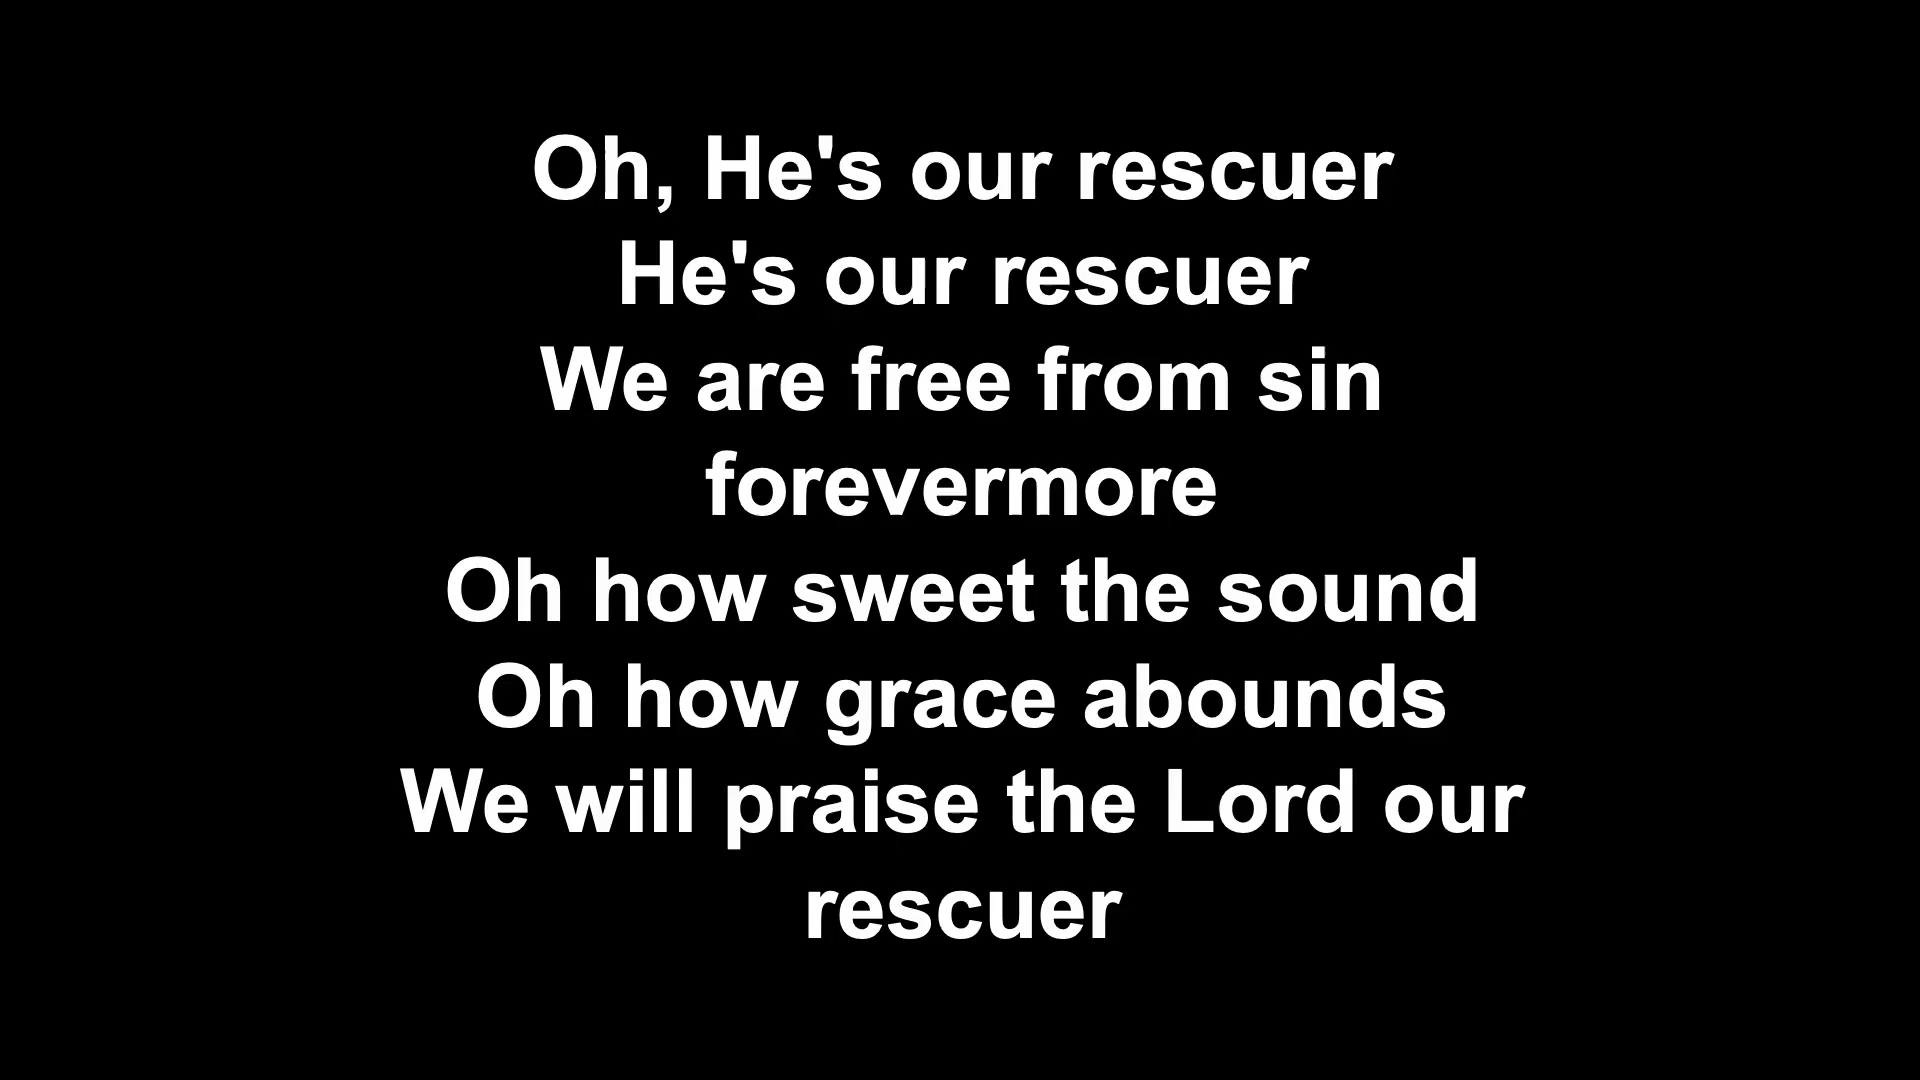 Oh, He's our rescuer
He's our rescuer
We are free from sin
forevermore
Oh how sweet the sound
Oh how grace abounds
We will praise the Lord our
rescuer